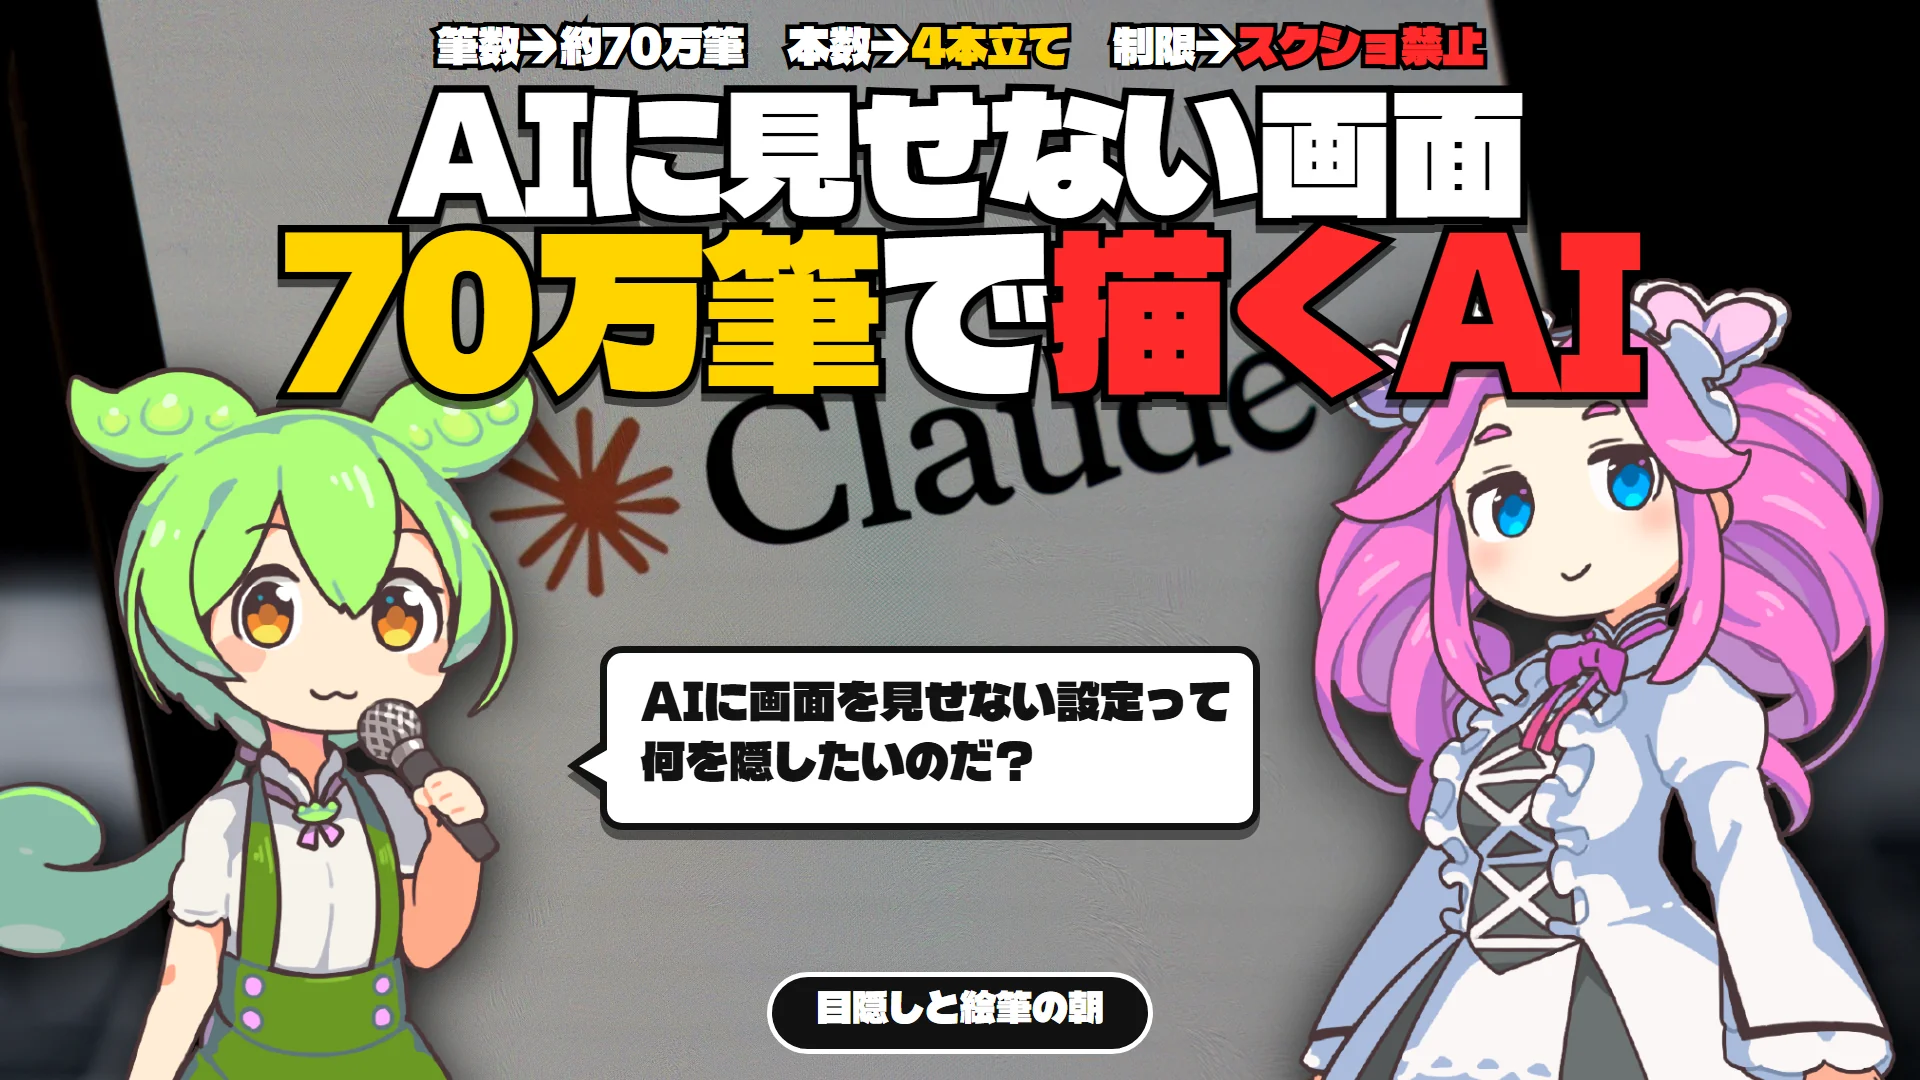 筆数→約70万筆　本数→4本立て　制限→スクショ禁止
AIに見せない画面
70万筆で描くAI
Claude
AIに画面を見せない設定って
何を隠したいのだ？
目隠しと絵筆の朝